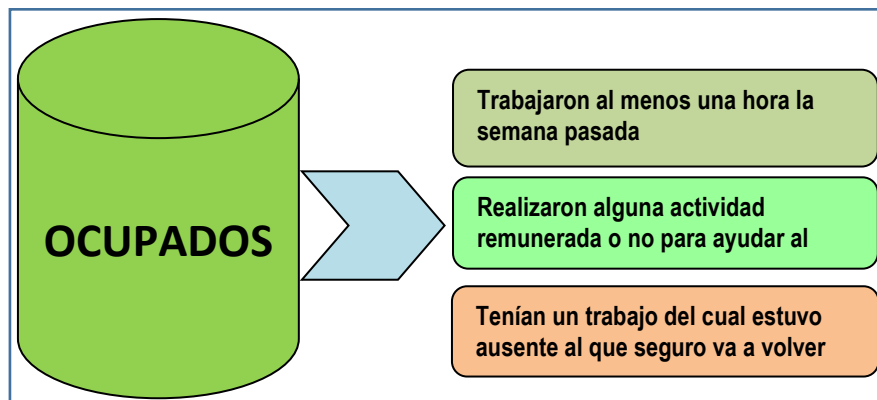 OCUPADOS
Trabajaron al menos una hora la
semana pasada
Realizaron alguna actividad
remunerada o no para ayudar al
Tenían un trabajo del cual estuvo
ausente al que seguro va a volver